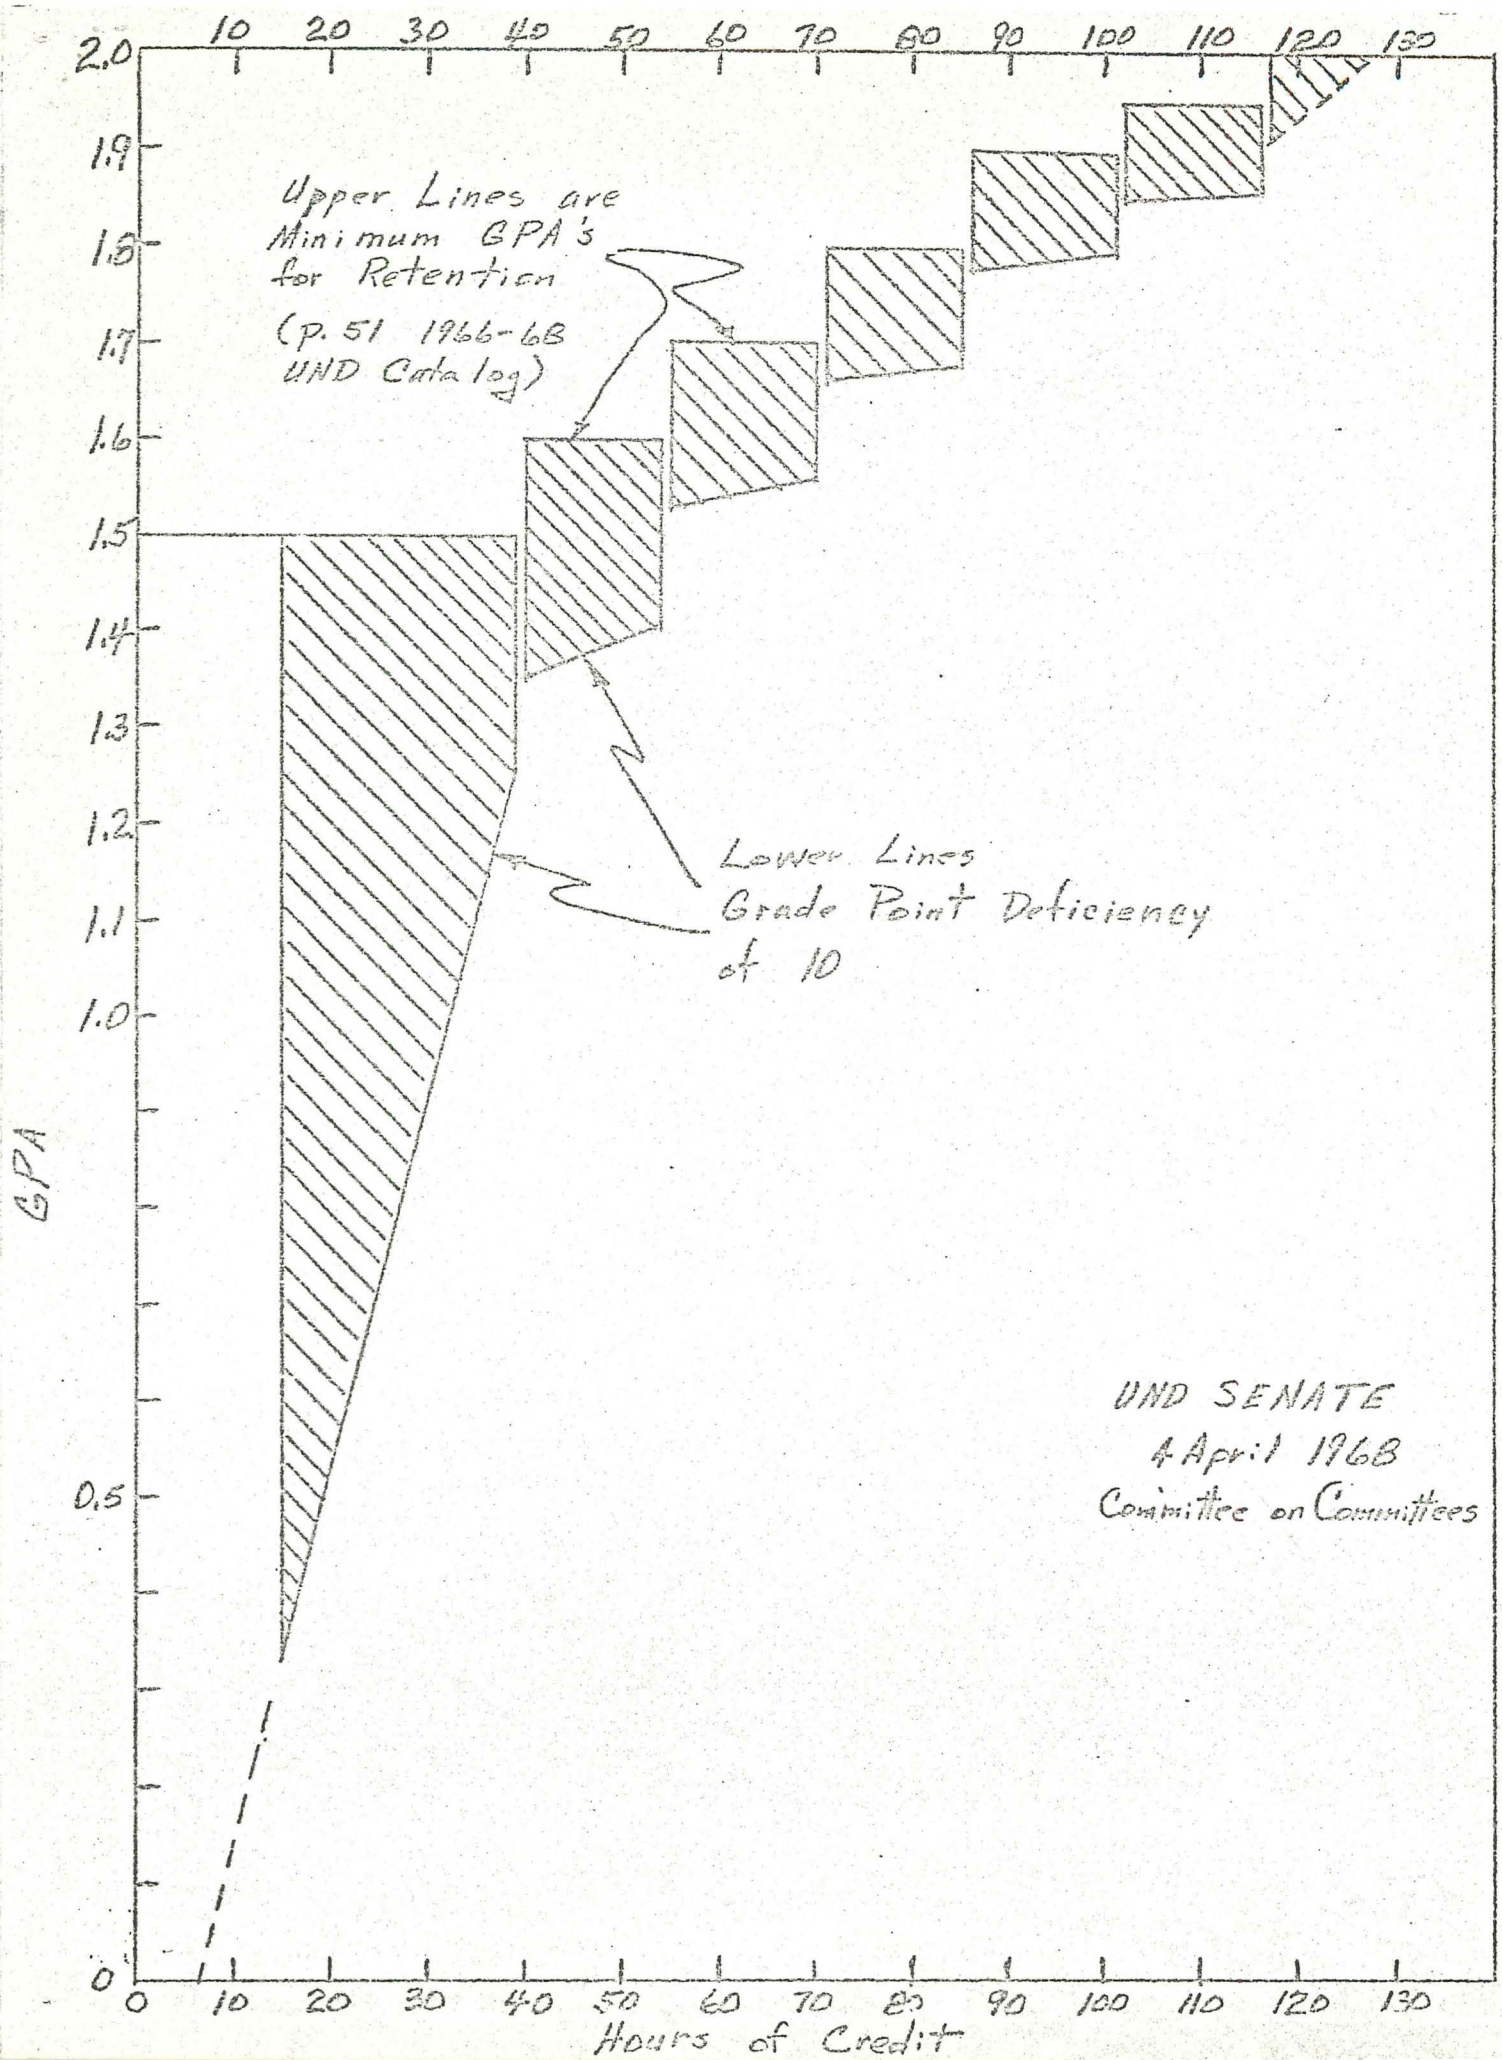 10 20 30 40 50 60 70 80 90 100 110 120 130
2.0
1.9
Upper Lines are
Minimum GPA's
1.8
for Retention
(p. 51 1966-68
1.7
UND Catalog)
1.6
1.5
1.4
1.3
1.2
Lower Lines
Grade Point Deficiency
1.1
of 10
1.0
GPA
UND SENATE
4 April 1968
0.5
Committee on Committees
0
0 10 20 30 40 50 60 70 80 90 100 110 120 130
Hours of Credit